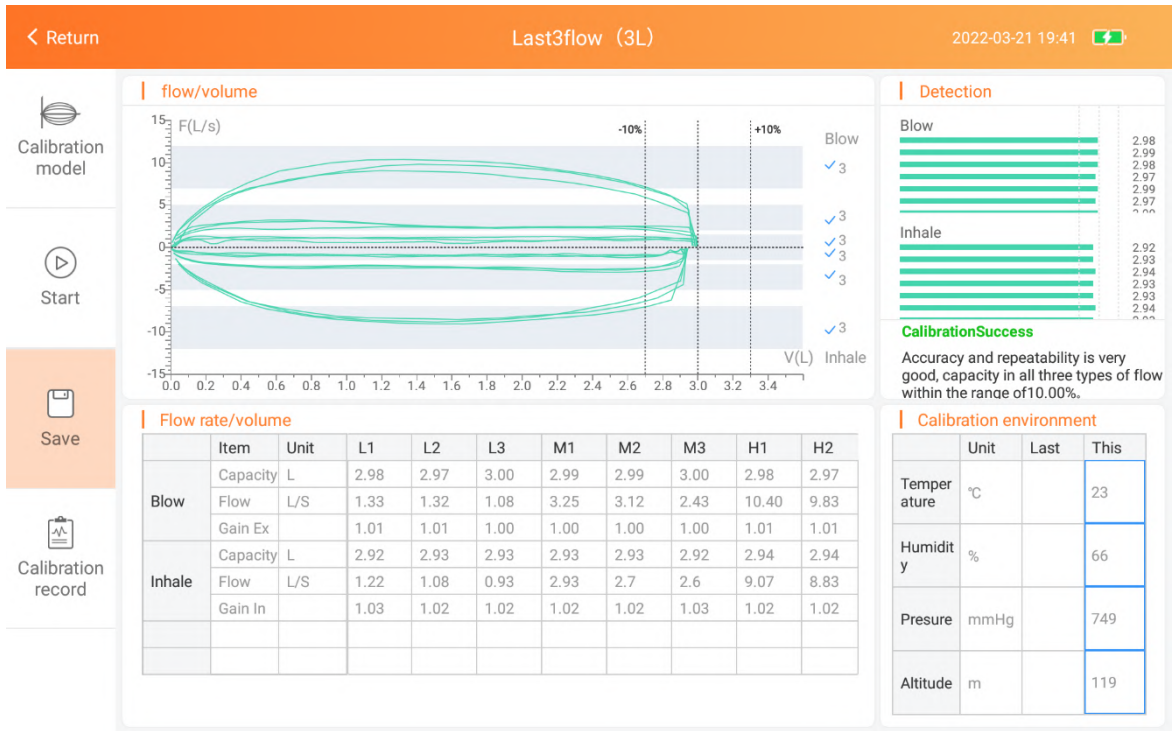 Return
Last3flow（3L）
2022-03-21 19:41
Calibration
model
Start
Save
Calibration
record
flow/volume
F(L/s)
15
10
5
0
-5
-10
-15
-10%
+10%
Blow
3
3
3
3
3
3
V(L)
Inhale
0.0 0.2 0.4 0.6 0.8 1.0 1.2 1.4 1.6 1.8 2.0 2.2 2.4 2.6 2.8 3.0 3.2 3.4
Detection
Blow
2.98
2.99
2.98
2.97
2.99
2.97
Inhale
2.92
2.93
2.94
2.93
2.93
2.94
CalibrationSuccess
Accuracy and repeatability is very
good, capacity in all three types of flow
within the range of10.00%。
Flow rate/volume
Item Unit L1 L2 L3 M1 M2 M3 H1 H2
Blow
Capacity L 2.98 2.97 3.00 2.99 2.99 3.00 2.98 2.97
Flow L/S 1.33 1.32 1.08 3.25 3.12 2.43 10.40 9.83
Gain Ex 1.01 1.01 1.00 1.00 1.00 1.00 1.01 1.01
Inhale
Capacity L 2.92 2.93 2.93 2.93 2.93 2.92 2.94 2.94
Flow L/S 1.22 1.08 0.93 2.93 2.7 2.6 9.07 8.83
Gain In 1.03 1.02 1.02 1.02 1.02 1.03 1.02 1.02
Calibration environment
Unit Last This
Temper
ature
℃ 23
Humidit
y
% 66
Presure mmHg 749
Altitude m 119